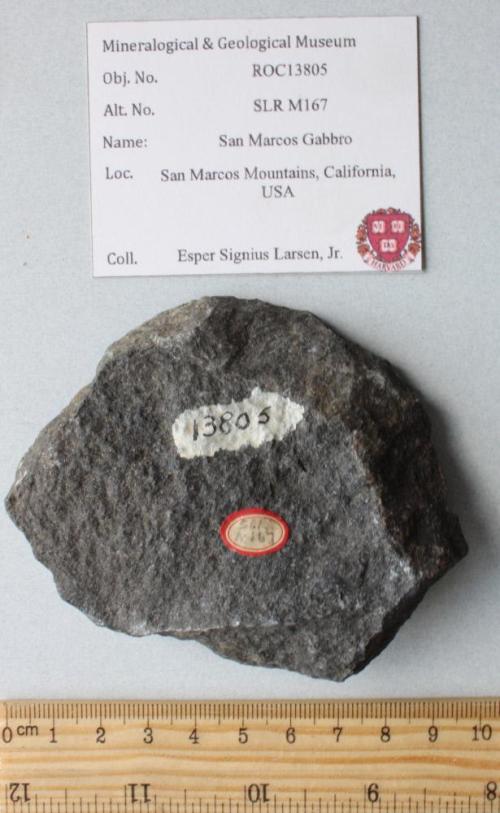 Mineralogical & Geological Museum
Obj. No. ROC13805
Alt. No. SLR M167
Name: San Marcos Gabbro
Loc. San Marcos Mountains, California,
USA
Coll. Esper Signius Larsen, Jr.
HARVARD
13805
0 cm 1 2 3 4 5 6 7 8 9 10
12 11 10 9 8